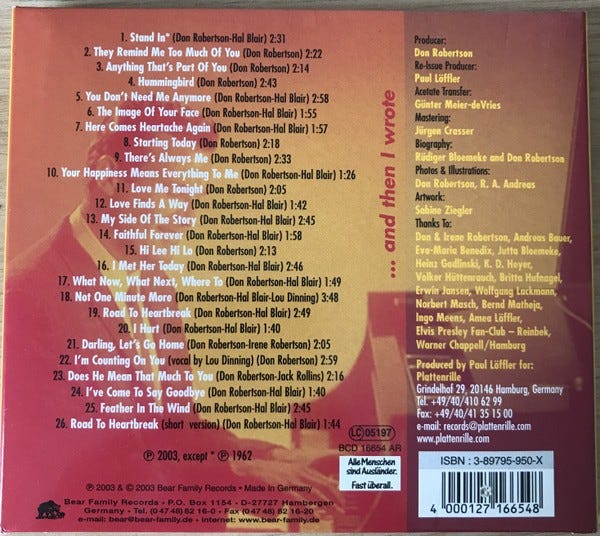 1. Stand In* (Don Robertson-Hal Blair) 2:31
2. They Remind Me Too Much Of You (Don Robertson) 2:22
3. Anything That's Part Of You (Don Robertson) 2:14
4. Hummingbird (Don Robertson) 2:43
5. You Don't Need Me Anymore (Don Robertson-Hal Blair) 2:58
6. The Image Of Your Face (Don Robertson-Hal Blair) 1:55
7. Here Comes Heartache Again (Don Robertson-Hal Blair) 1:57
8. Starting Today (Don Robertson) 2:18
9. There's Always Me (Don Robertson) 2:33
10. Your Happiness Means Everything To Me (Don Robertson-Hal Blair) 1:26
11. Love Me Tonight (Don Robertson) 2:05
12. Love Finds A Way (Don Robertson-Hal Blair) 1:42
13. My Side Of The Story (Don Robertson-Hal Blair) 2:45
14. Faithful Forever (Don Robertson-Hal Blair) 1:58
15. Hi Lee Hi Lo (Don Robertson) 2:13
16. I Met Her Today (Don Robertson-Hal Blair) 2:46
17. What Now, What Next, Where To (Don Robertson-Hal Blair) 1:49
18. Not One Minute More (Don Robertson-Hal Blair-Lou Dinning) 3:48
19. Road To Heartbreak (Don Robertson-Hal Blair) 2:49
20. I Hurt (Don Robertson-Hal Blair) 1:40
21. Darling, Let's Go Home (Don Robertson-Irene Robertson) 2:05
22. I'm Counting On You (vocal by Lou Dinning) (Don Robertson) 2:59
23. Does He Mean That Much To You (Don Robertson-Jack Rollins) 2:16
24. I've Come To Say Goodbye (Don Robertson-Hal Blair) 1:40
25. Feather In The Wind (Don Robertson-Hal Blair) 2:45
26. Road To Heartbreak (short version) (Don Robertson-Hal Blair) 1:44
℗ 2003, except * ℗ 1962
℗ 2003 & © 2003 Bear Family Records • Made in Germany
Bear Family Records • P.O. Box 1154 • D-27727 Hambergen
Germany • Tel. (0 47 48) 82 16-0 • Fax (0 47 48) 82 16-20
e-mail: bear@bear-family.de • internet: www.bear-family.de
... and then I wrote
LC 05197
BCD 16654 AR
Alle Menschen
sind Ausländer.
Fast überall.
Producer:
Don Robertson
Re-Issue Producer:
Paul Löffler
Acetate Transfer:
Günter Meier-deVries
Mastering:
Jürgen Crasser
Biography:
Rüdiger Bloemeke and Don Robertson
Photos & Illustrations:
Don Robertson, R. A. Andreas
Artwork:
Sabine Ziegler
Thanks To:
Don & Irene Robertson, Andreas Bauer,
Eva-Maria Benedix, Jutta Bloemeke,
Heinz Gadlinski, K. D. Heyer,
Volker Hüttenrauch, Britta Hufnagel,
Erwin Jansen, Wolfgang Lackmann,
Norbert Masch, Bernd Matheja,
Ingo Meens, Amea Löffler,
Elvis Presley Fan-Club – Reinbek,
Warner Chappell/Hamburg
Produced by Paul Löffler for
Plattenrille
Grindelhof 29, 20146 Hamburg, Germany
Tel: +49/40/410 62 99
Fax: +49/40/41 35 15 00
e-mail: records@plattenrille.com
www.plattenrille.com
ISBN : 3-89795-950-X
4 000127 166548